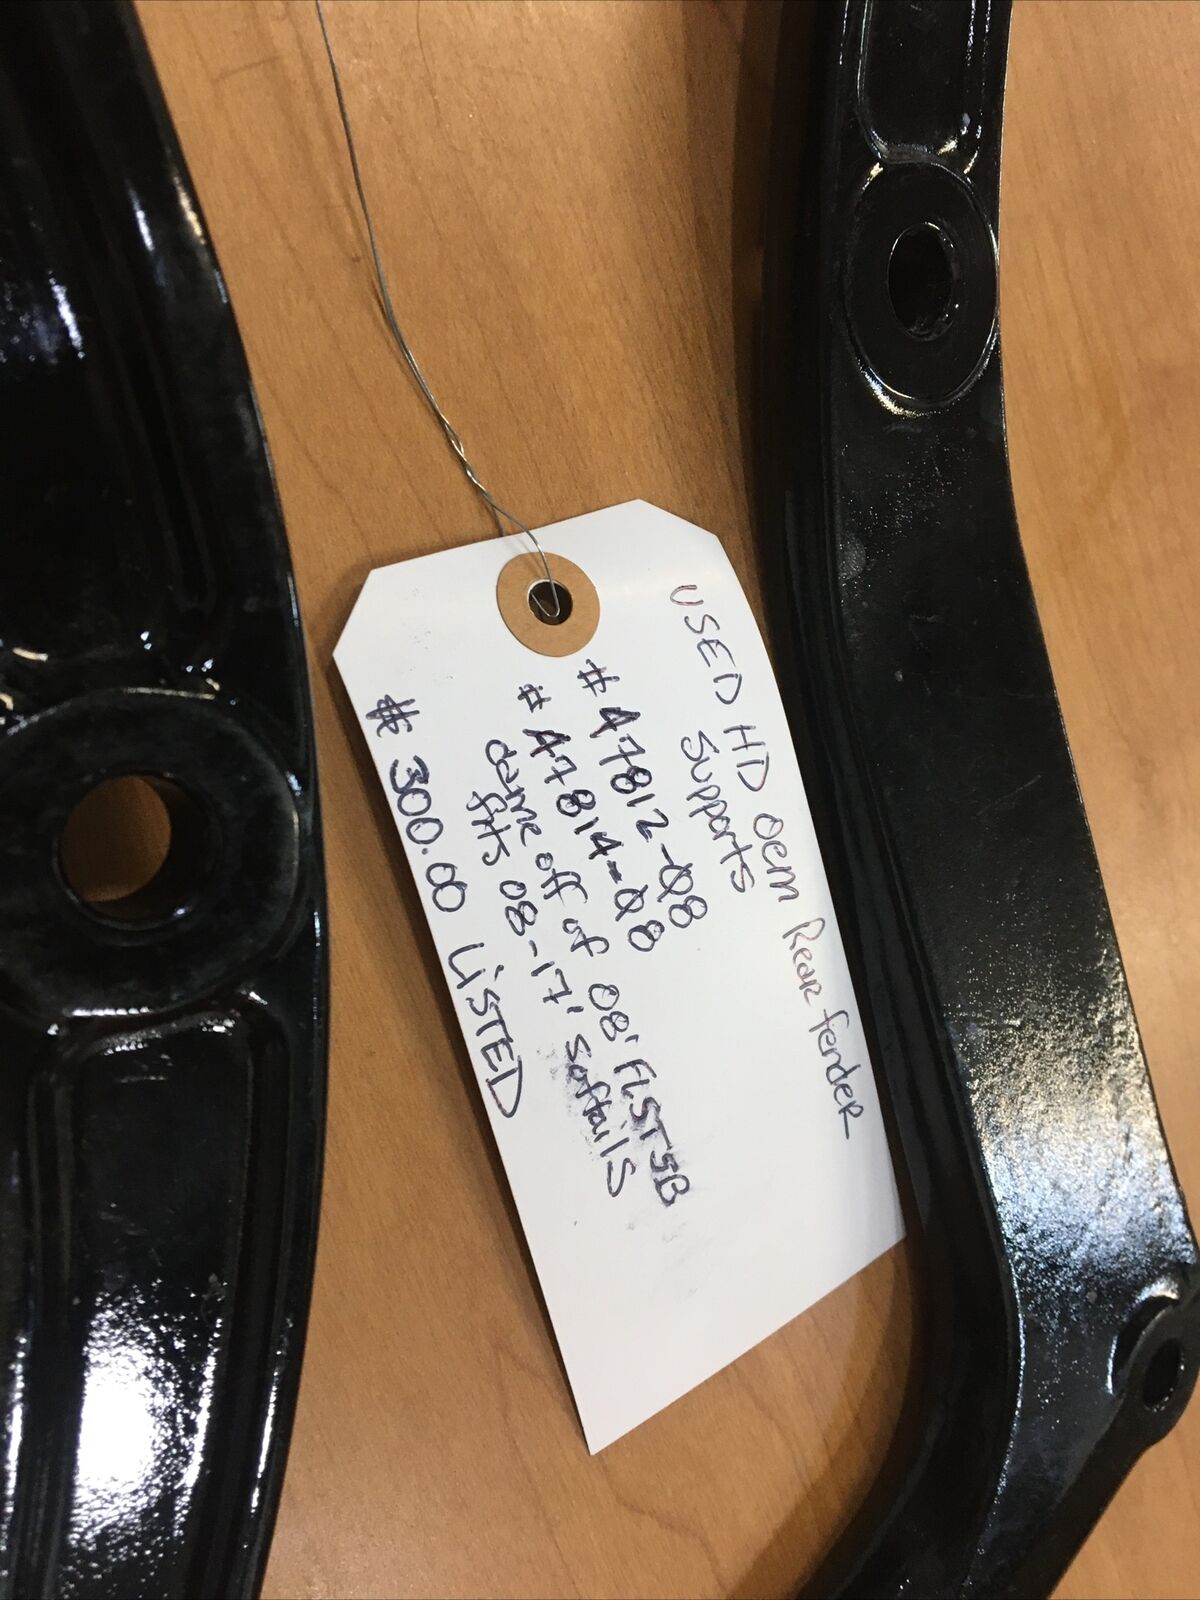 USED HD Oem Rear fender
Supports
# 47812-08
# 47814-08
came off of 08' FLSTSB
fits 08-17' softails
$ 300.00 LISTED